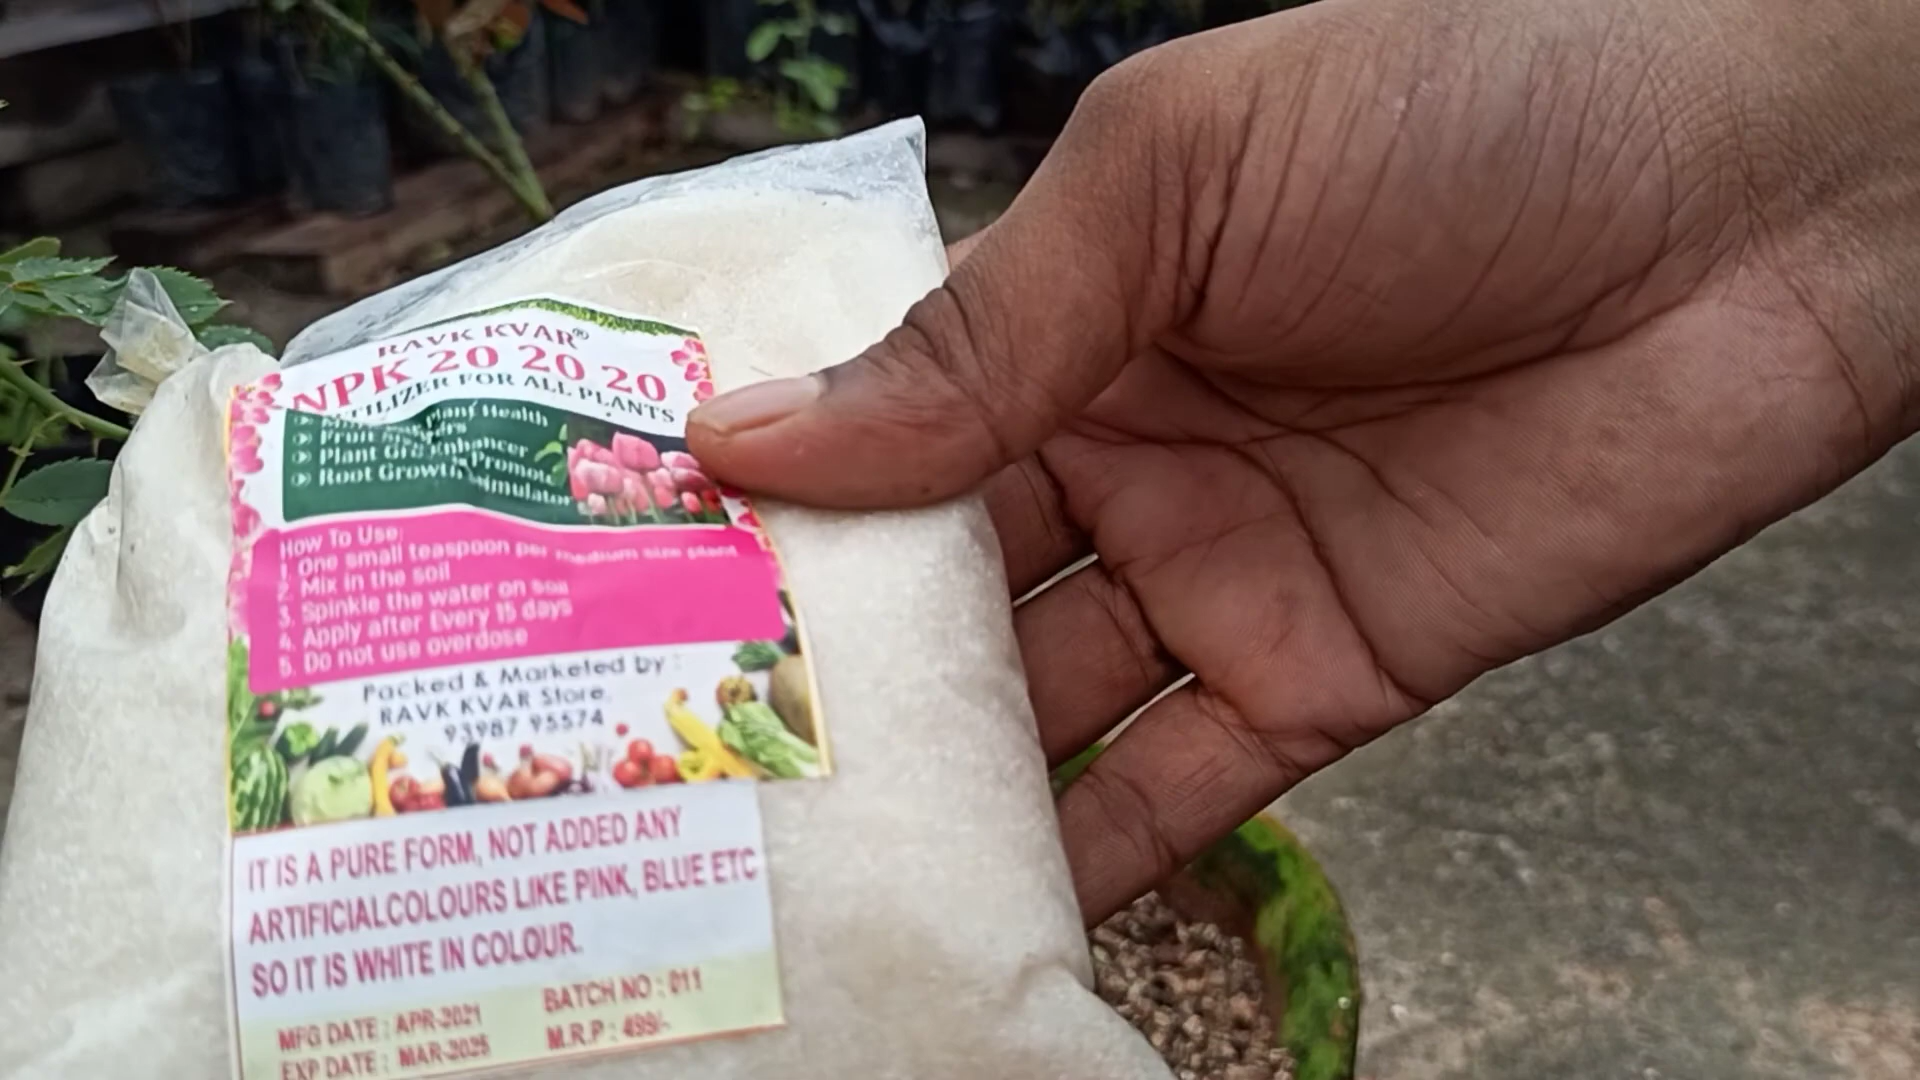 RAVK KVAR®
NPK 20 20 20
FOR ALL PLANTS
Plant Health
Fruit
Plant Enhancer
Root Growth Promote
How To Use:
1. One small teaspoon per medium size plant
2. Mix in the soil
3. Spinkle the water on soil
4. Apply after Every 15 days
5. Do not use overdose
Packed & Marketed by :
RAVK KVAR Store,
93987 95574
IT IS A PURE FORM, NOT ADDED ANY
ARTIFICIALCOLOURS LIKE PINK, BLUE ETC
SO IT IS WHITE IN COLOUR.
MFG DATE : APR-2021
BATCH NO : 011
EXP DATE : MAR-2025
M.R.P : 499/-